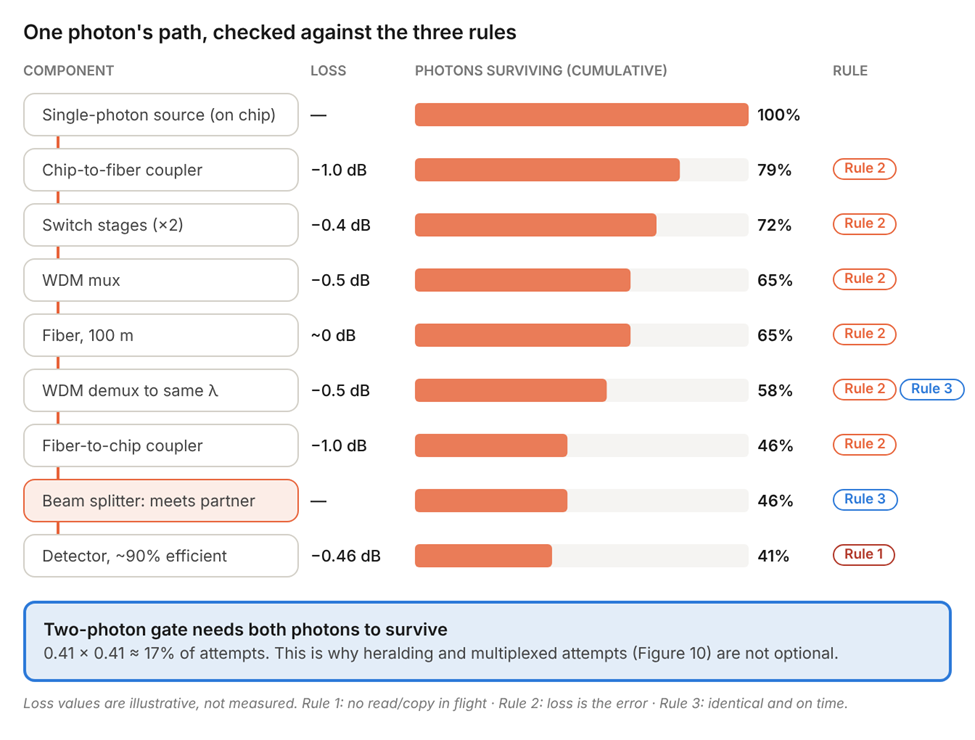 One photon's path, checked against the three rules
COMPONENT LOSS PHOTONS SURVIVING (CUMULATIVE) RULE
Single-photon source (on chip) — 100%
Chip-to-fiber coupler −1.0 dB 79% Rule 2
Switch stages (×2) −0.4 dB 72% Rule 2
WDM mux −0.5 dB 65% Rule 2
Fiber, 100 m ~0 dB 65% Rule 2
WDM demux to same λ −0.5 dB 58% Rule 2 Rule 3
Fiber-to-chip coupler −1.0 dB 46% Rule 2
Beam splitter: meets partner — 46% Rule 3
Detector, ~90% efficient −0.46 dB 41% Rule 1
Two-photon gate needs both photons to survive
0.41 × 0.41 ≈ 17% of attempts. This is why heralding and multiplexed attempts (Figure 10) are not optional.
Loss values are illustrative, not measured. Rule 1: no read/copy in flight · Rule 2: loss is the error · Rule 3: identical and on time.